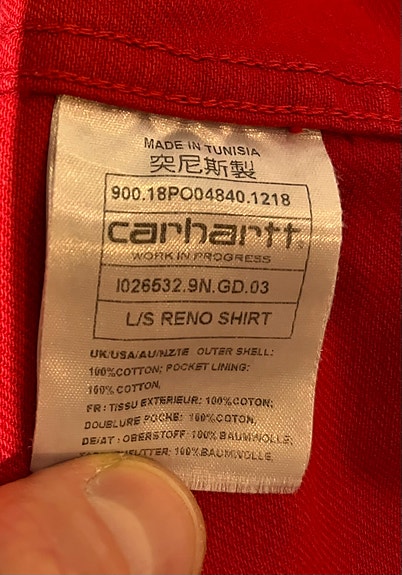 MADE IN TUNISIA
突尼斯製
900.18PO04840.1218
carhartt
WORK IN PROGRESS
I026532.9N.GD.03
L/S RENO SHIRT
UK/USA/AU/NZ/IE OUTER SHELL:
100%COTTON; POCKET LINING:
100% COTTON,
FR: TISSU EXTERIEUR: 100%COTON;
DOUBLURE POCHE: 100%COTON,
DE/AT: OBERSTOFF 100%BAUMWOLLE;
100%BAUMWOLLE,